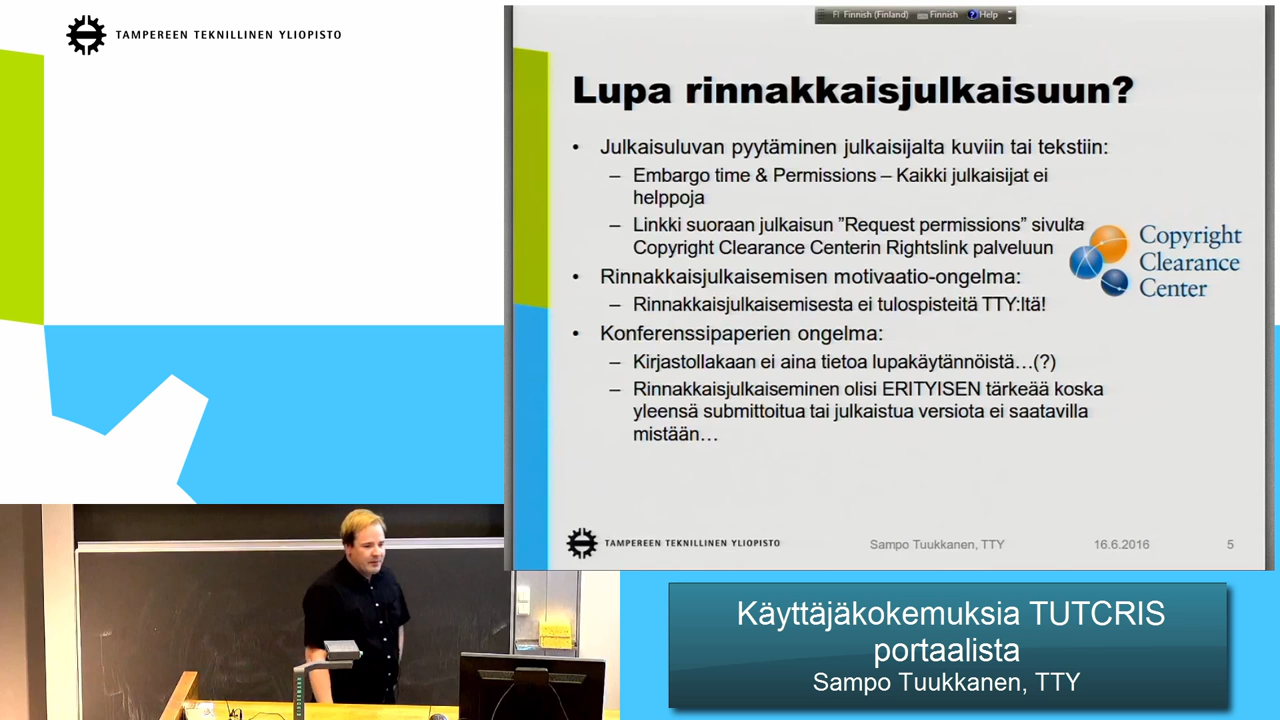 TAMPEREEN TEKNILLINEN YLIOPISTO
FI Finnish (Finland) Finnish Help
Lupa rinnakkaisjulkaisuun?
• Julkaisuluvan pyytäminen julkaisijalta kuviin tai tekstiin:
– Embargo time & Permissions – Kaikki julkaisijat ei
helppoja
– Linkki suoraan julkaisun ”Request permissions” sivulta
Copyright Clearance Centerin Rightslink palveluun
Copyright
Clearance
Center
• Rinnakkaisjulkaisemisen motivaatio-ongelma:
– Rinnakkaisjulkaisemisesta ei tulospisteitä TTY:ltä!
• Konferenssipaperien ongelma:
– Kirjastollakaan ei aina tietoa lupakäytännöistä…(?)
– Rinnakkaisjulkaiseminen olisi ERITYISEN tärkeää koska
yleensä submittoitua tai julkaistua versiota ei saatavilla
mistään…
TAMPEREEN TEKNILLINEN YLIOPISTO
Sampo Tuukkanen, TTY 16.6.2016 5
Käyttäjäkokemuksia TUTCRIS
portaalista
Sampo Tuukkanen, TTY